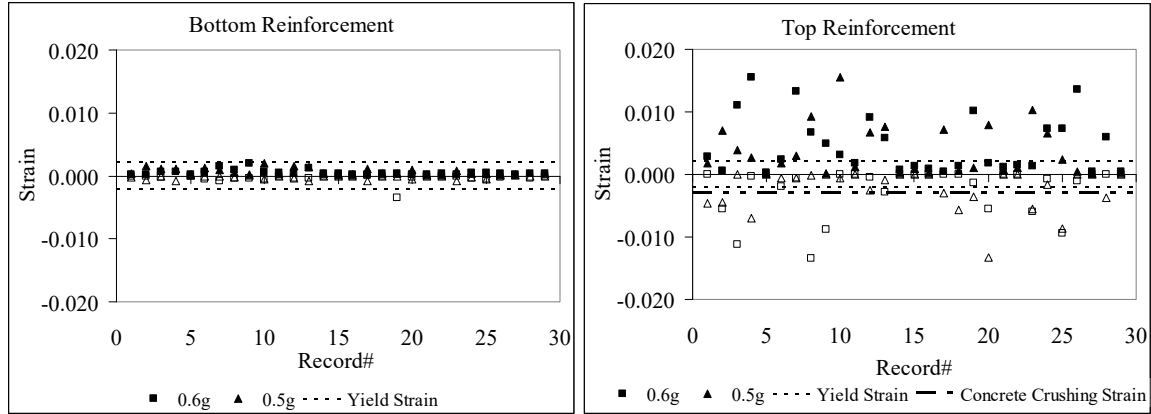 Bottom Reinforcement
0.020
0.010
0.000
-0.010
-0.020
Strain
0 5 10 15 20 25 30
Record#
0.6g 0.5g Yield Strain
Top Reinforcement
0.020
0.010
0.000
-0.010
-0.020
Strain
0 5 10 15 20 25 30
Record#
0.6g 0.5g Yield Strain Concrete Crushing Strain